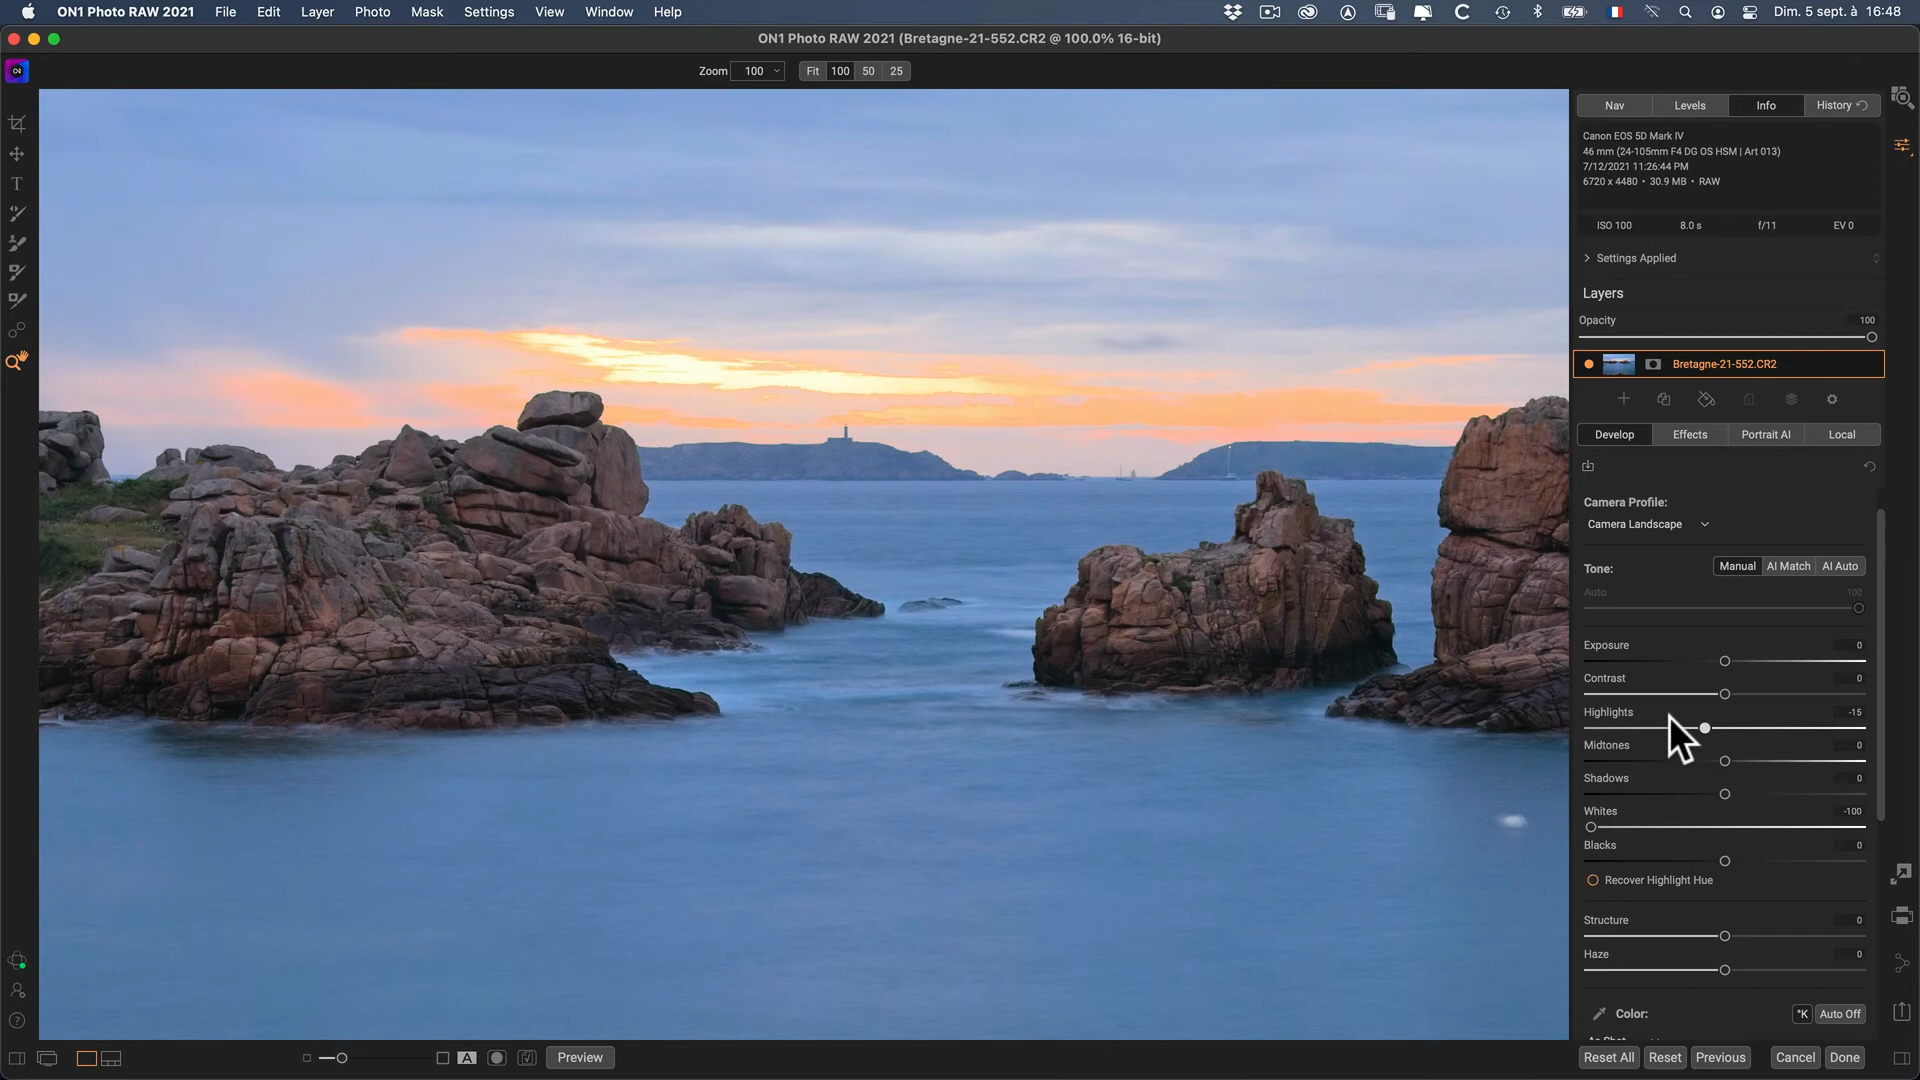 ON1 Photo RAW 2021 File Edit Layer Photo Mask Settings View Window Help Dim. 5 sept. à 16:48
ON1 Photo RAW 2021 (Bretagne-21-552.CR2 @ 100.0% 16-bit)
Zoom 100 Fit 100 50 25
Nav Levels Info History
Canon EOS 5D Mark IV
46 mm (24-105mm F4 DG OS HSM | Art 013)
7/12/2021 11:26:44 PM
6720 x 4480 • 30.9 MB • RAW
ISO 100 8.0 s f/11 EV 0
Settings Applied
Layers
Opacity 100
Bretagne-21-552.CR2
Develop Effects Portrait AI Local
Camera Profile:
Camera Landscape
Tone: Manual AI Match AI Auto
Auto 100
Exposure 0
Contrast 0
Highlights -15
Midtones 0
Shadows 0
Whites -100
Blacks 0
Recover Highlight Hue
Structure 0
Haze 0
Color: °K Auto Off
A Preview Reset All Reset Previous Cancel Done